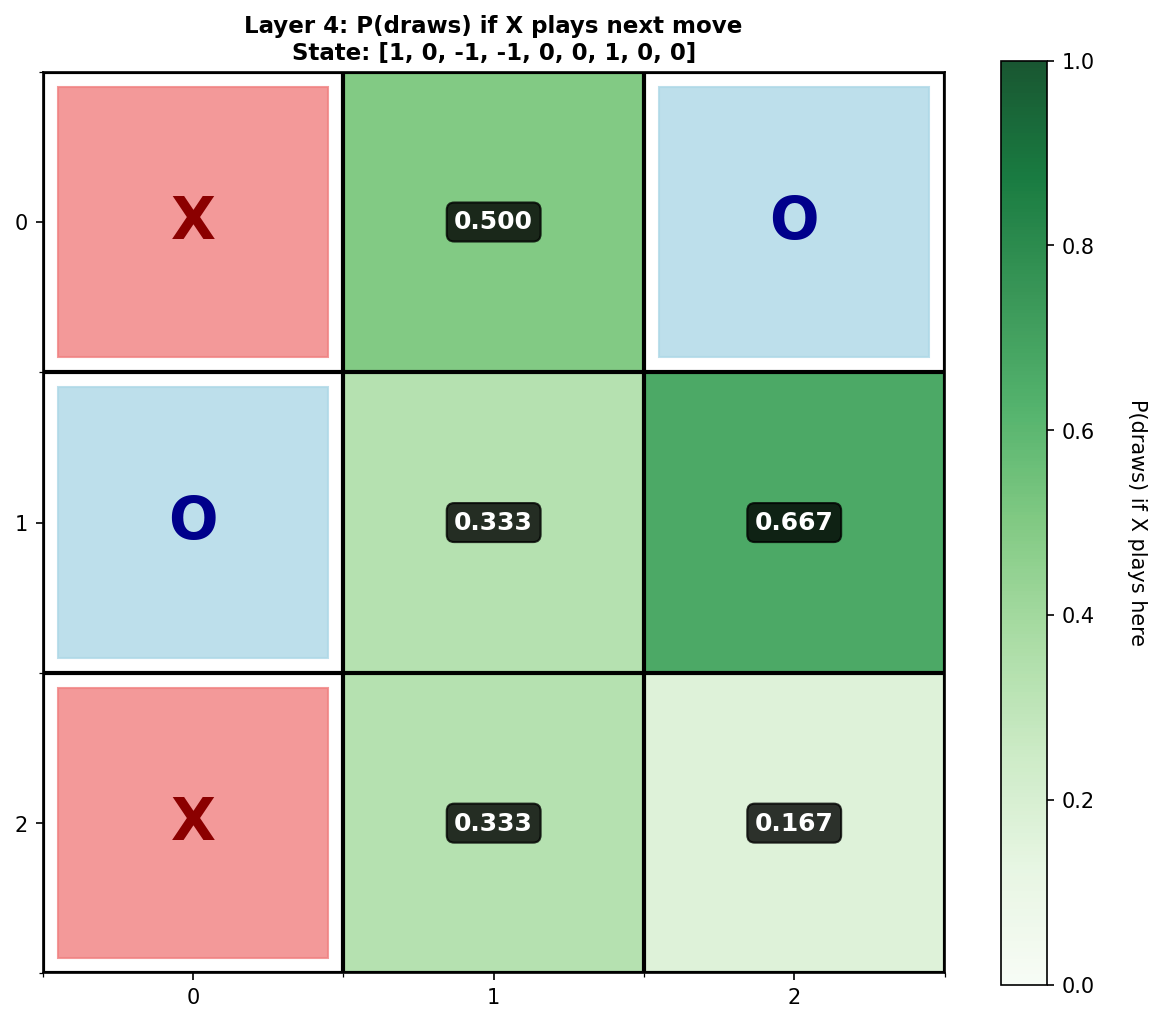 Layer 4: P(draws) if X plays next move
State: [1, 0, -1, -1, 0, 0, 1, 0, 0]
0
X
0.500
O
1
O
0.333
0.667
2
X
0.333
0.167
0
1
2
1.0
0.8
0.6
0.4
0.2
0.0
P(draws) if X plays here